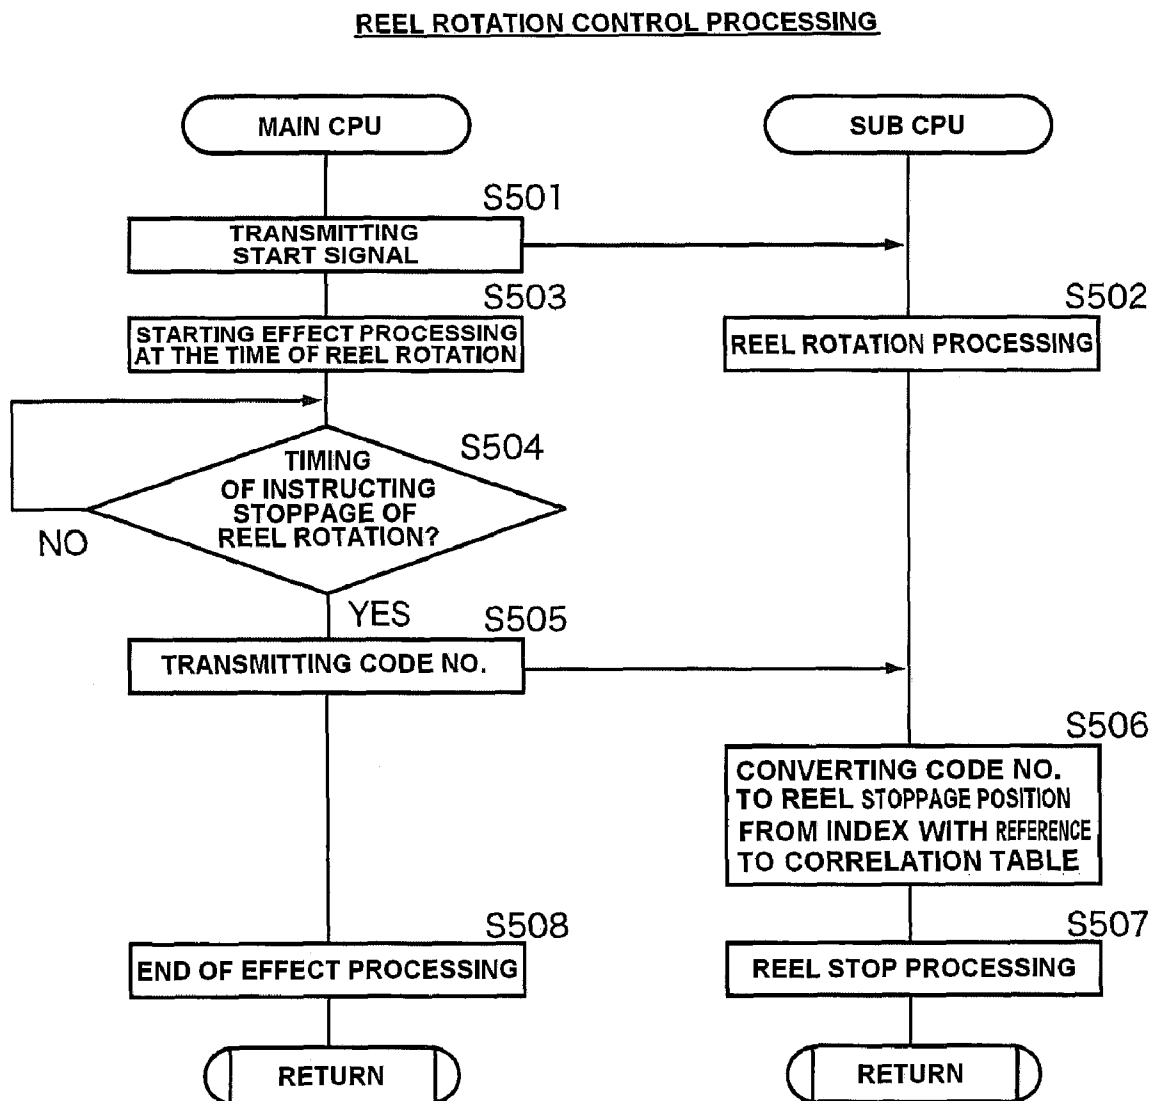 REEL ROTATION CONTROL PROCESSING
MAIN CPU
SUB CPU
S501
TRANSMITTING
START SIGNAL
S503
STARTING EFFECT PROCESSING
AT THE TIME OF REEL ROTATION
S502
REEL ROTATION PROCESSING
S504
TIMING
OF INSTRUCTING
STOPPAGE OF
REEL ROTATION?
NO
YES
S505
TRANSMITTING CODE NO.
S506
CONVERTING CODE NO.
TO REEL STOPPAGE POSITION
FROM INDEX WITH REFERENCE
TO CORRELATION TABLE
S508
END OF EFFECT PROCESSING
S507
REEL STOP PROCESSING
RETURN
RETURN